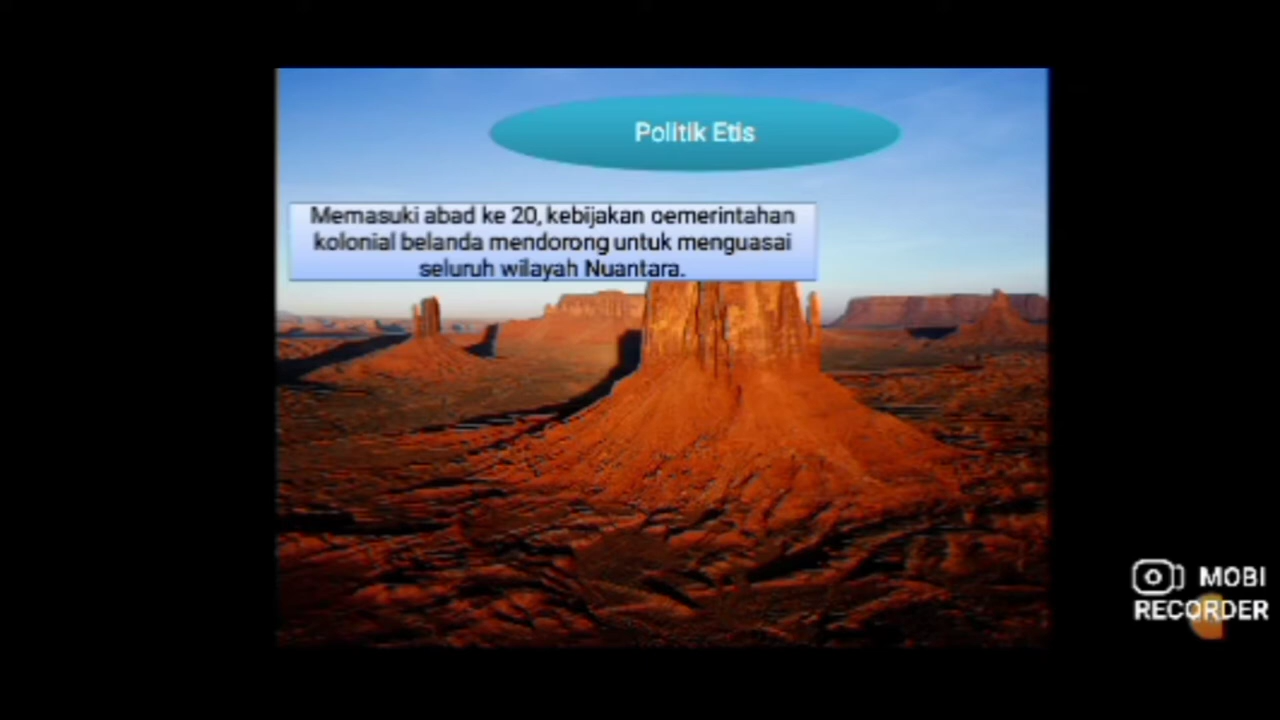 Politik Etis
Memasuki abad ke 20, kebijakan oemerintahan
kolonial belanda mendorong untuk menguasai
seluruh wilayah Nuantara.
MOBI
RECORDER